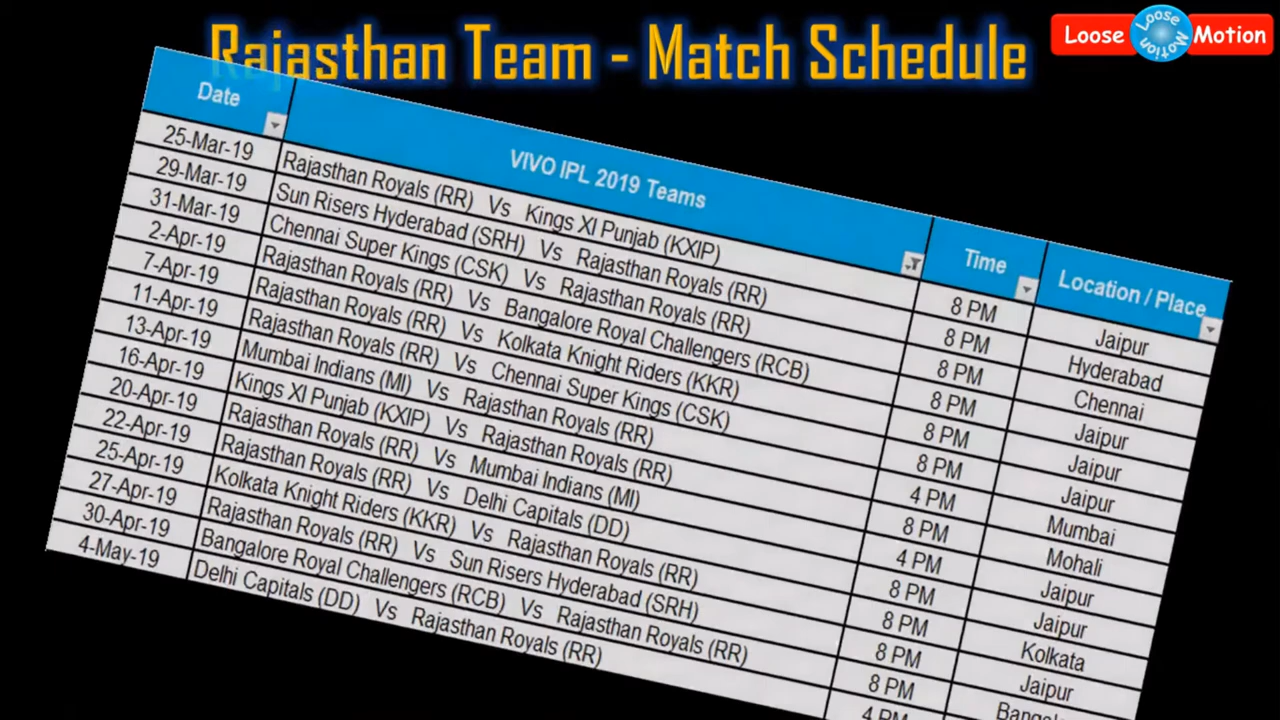 Rajasthan Team - Match Schedule
Loose Loose Motion Motion
Date VIVO IPL 2019 Teams Time Location / Place
25-Mar-19 Rajasthan Royals (RR) Vs Kings XI Punjab (KXIP) 8 PM Jaipur
29-Mar-19 Sun Risers Hyderabad (SRH) Vs Rajasthan Royals (RR) 8 PM Hyderabad
31-Mar-19 Chennai Super Kings (CSK) Vs Rajasthan Royals (RR) 8 PM Chennai
2-Apr-19 Rajasthan Royals (RR) Vs Bangalore Royal Challengers (RCB) 8 PM Jaipur
7-Apr-19 Rajasthan Royals (RR) Vs Kolkata Knight Riders (KKR) 8 PM Jaipur
11-Apr-19 Rajasthan Royals (RR) Vs Chennai Super Kings (CSK) 8 PM Jaipur
13-Apr-19 Mumbai Indians (MI) Vs Rajasthan Royals (RR) 4 PM Mumbai
16-Apr-19 Kings XI Punjab (KXIP) Vs Rajasthan Royals (RR) 8 PM Mohali
20-Apr-19 Rajasthan Royals (RR) Vs Mumbai Indians (MI) 4 PM Jaipur
22-Apr-19 Rajasthan Royals (RR) Vs Delhi Capitals (DD) 8 PM Jaipur
25-Apr-19 Kolkata Knight Riders (KKR) Vs Rajasthan Royals (RR) 8 PM Kolkata
27-Apr-19 Rajasthan Royals (RR) Vs Sun Risers Hyderabad (SRH) 8 PM Jaipur
30-Apr-19 Bangalore Royal Challengers (RCB) Vs Rajasthan Royals (RR) 8 PM
4-May-19 Delhi Capitals (DD) Vs Rajasthan Royals (RR) 4 PM